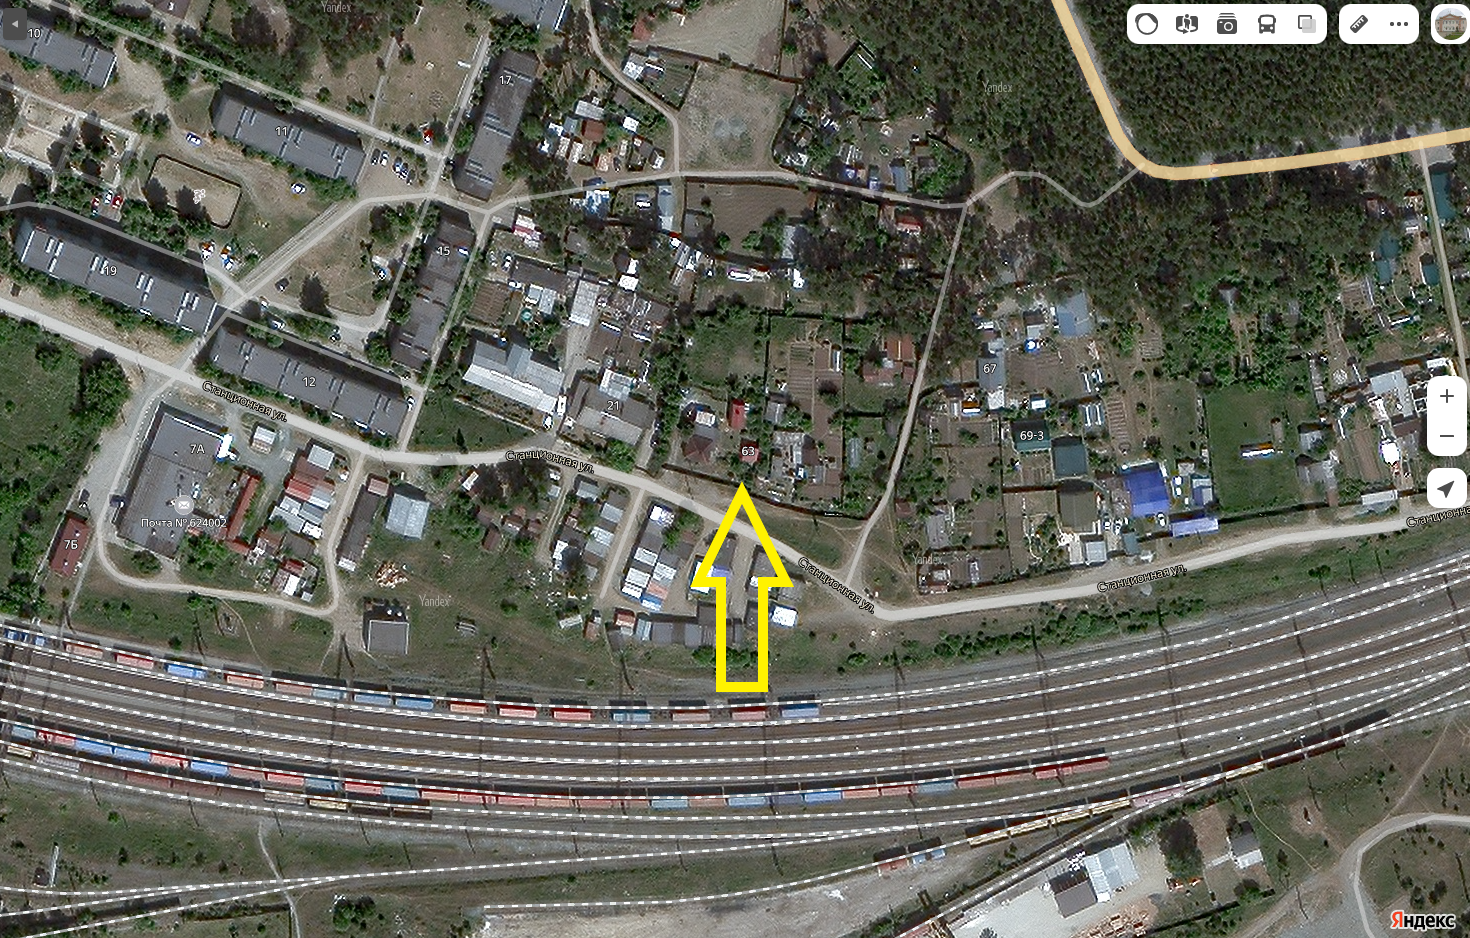 Yandex
10
17
Yandex
11
15
19
Станционная ул.
12
67
21
7А
Станционная ул.
63
69-3
Почта № 624002
7Б
Станционна
Yandex
Станционная ул.
Станционная ул.
Yandex
Яндекс